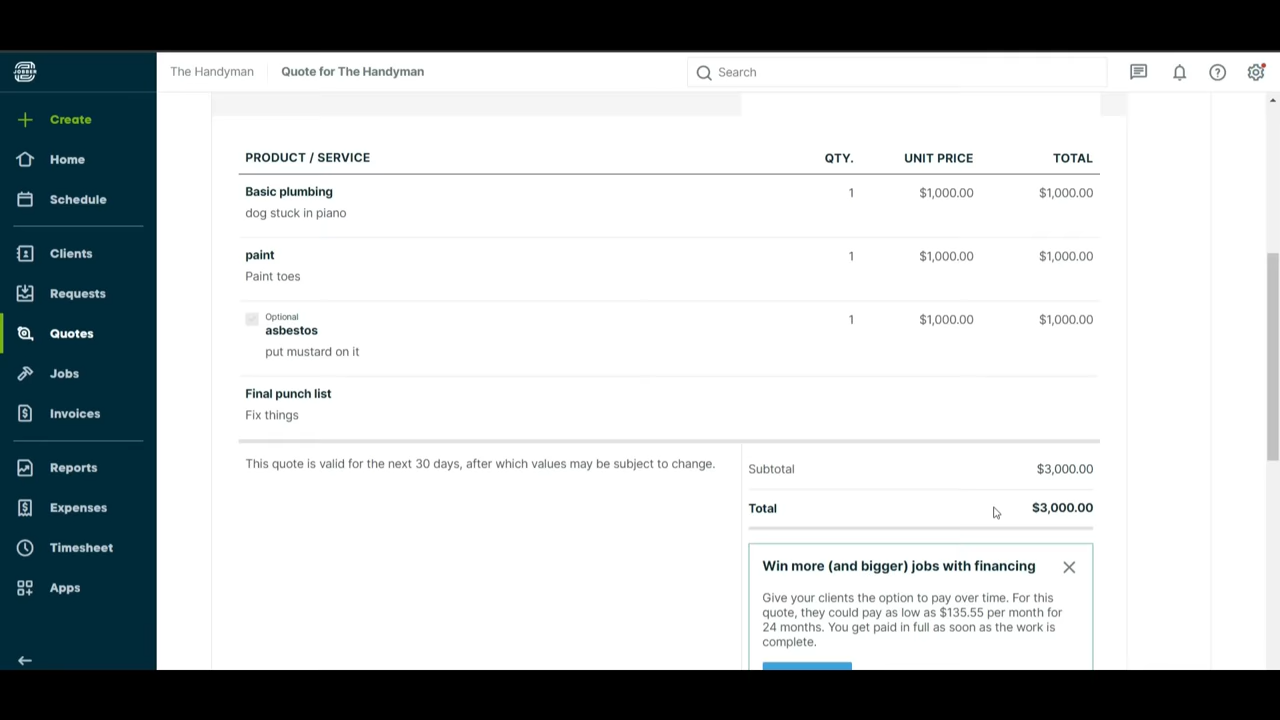 JOBBER
The Handyman
Quote for The Handyman
Search
Create
Home
Schedule
Clients
Requests
Quotes
Jobs
Invoices
Reports
Expenses
Timesheet
Apps
PRODUCT / SERVICE QTY. UNIT PRICE TOTAL
Basic plumbing 1 $1,000.00 $1,000.00
dog stuck in piano
paint 1 $1,000.00 $1,000.00
Paint toes
Optional
asbestos 1 $1,000.00 $1,000.00
put mustard on it
Final punch list
Fix things
This quote is valid for the next 30 days, after which values may be subject to change.
Subtotal $3,000.00
Total $3,000.00
Win more (and bigger) jobs with financing
Give your clients the option to pay over time. For this
quote, they could pay as low as $135.55 per month for
24 months. You get paid in full as soon as the work is
complete.